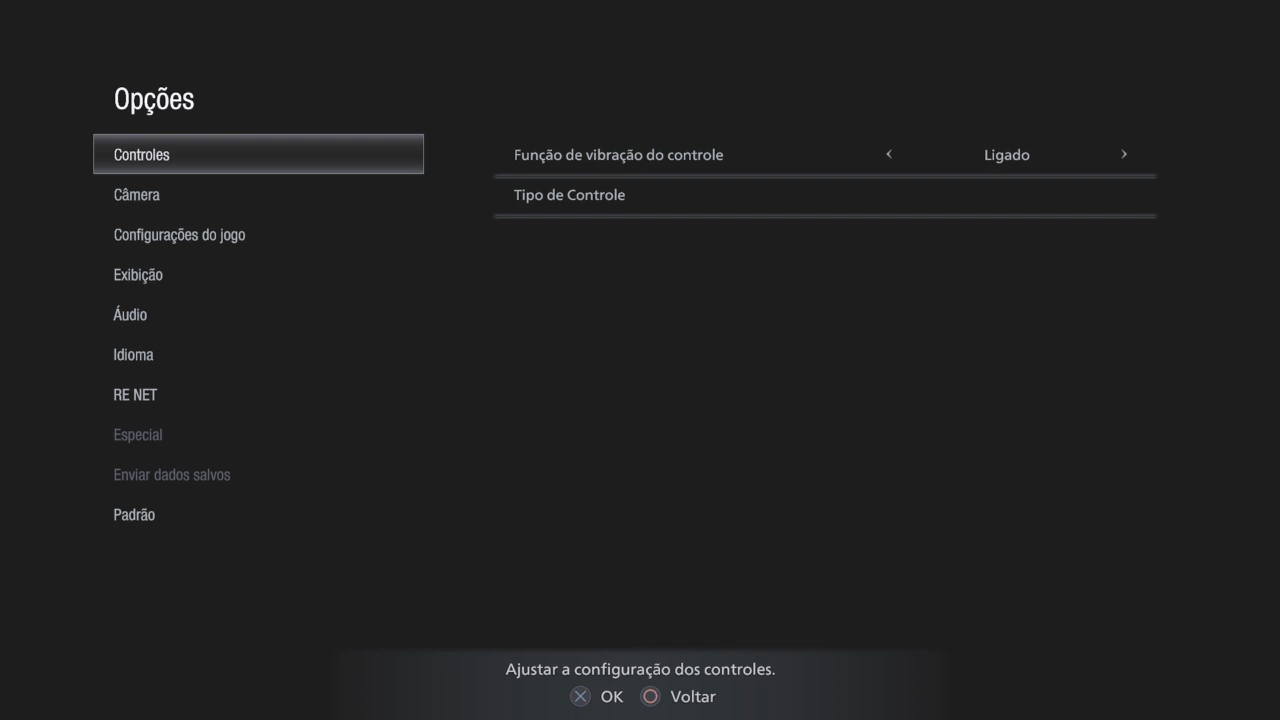 Opções
Controles
Função de vibração do controle
‹ Ligado ›
Câmera
Tipo de Controle
Configurações do jogo
Exibição
Áudio
Idioma
RE NET
Especial
Enviar dados salvos
Padrão
Ajustar a configuração dos controles.
OK Voltar